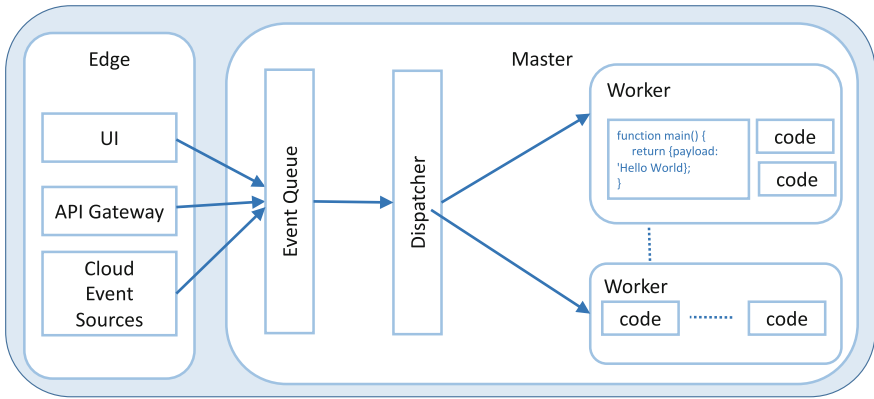 Edge
UI
API Gateway
Cloud
Event
Sources
Master
Event Queue
Dispatcher
Worker
function main() {
return {payload:
'Hello World};
}
code
code
Worker
code
code